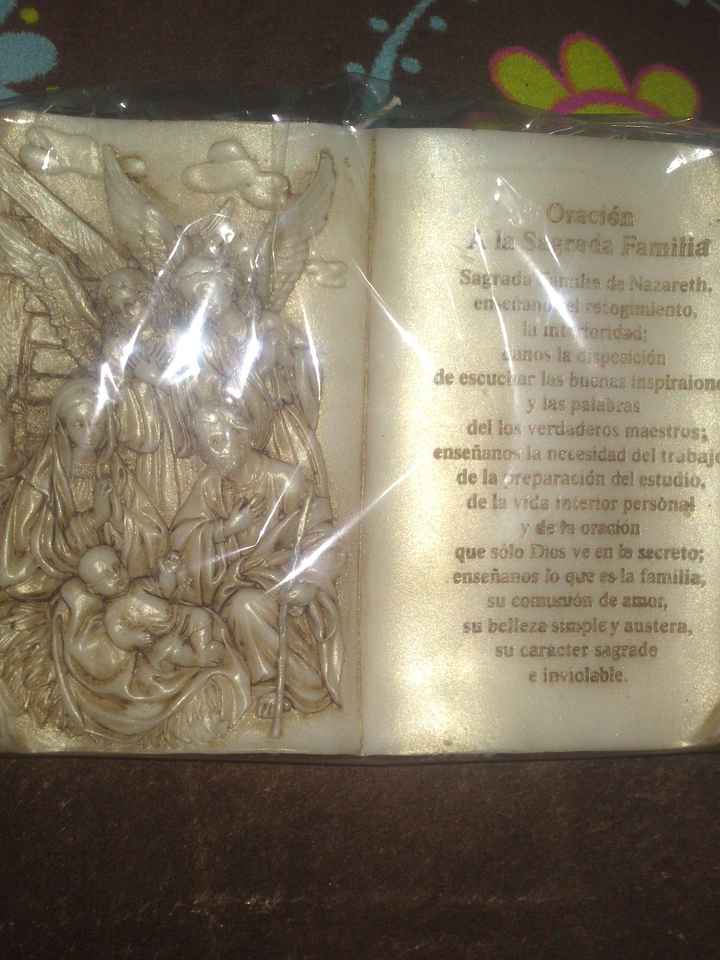 Oración
A la Sagrada Familia
Sagrada Familia de Nazareth,
enséñanos el recogimiento,
la interioridad;
danos la disposición
de escuchar las buenas inspiraione
y las palabras
del los verdaderos maestros;
enseñanos la necesidad del trabajo
de la preparación del estudio,
de la vida interior persónal
y de la oracion
que sólo Dios ve en lo secreto;
enseñanos lo que es la familia,
su comunión de amor,
su belleza simple y austera,
su caracter sagrado
e inviolable.